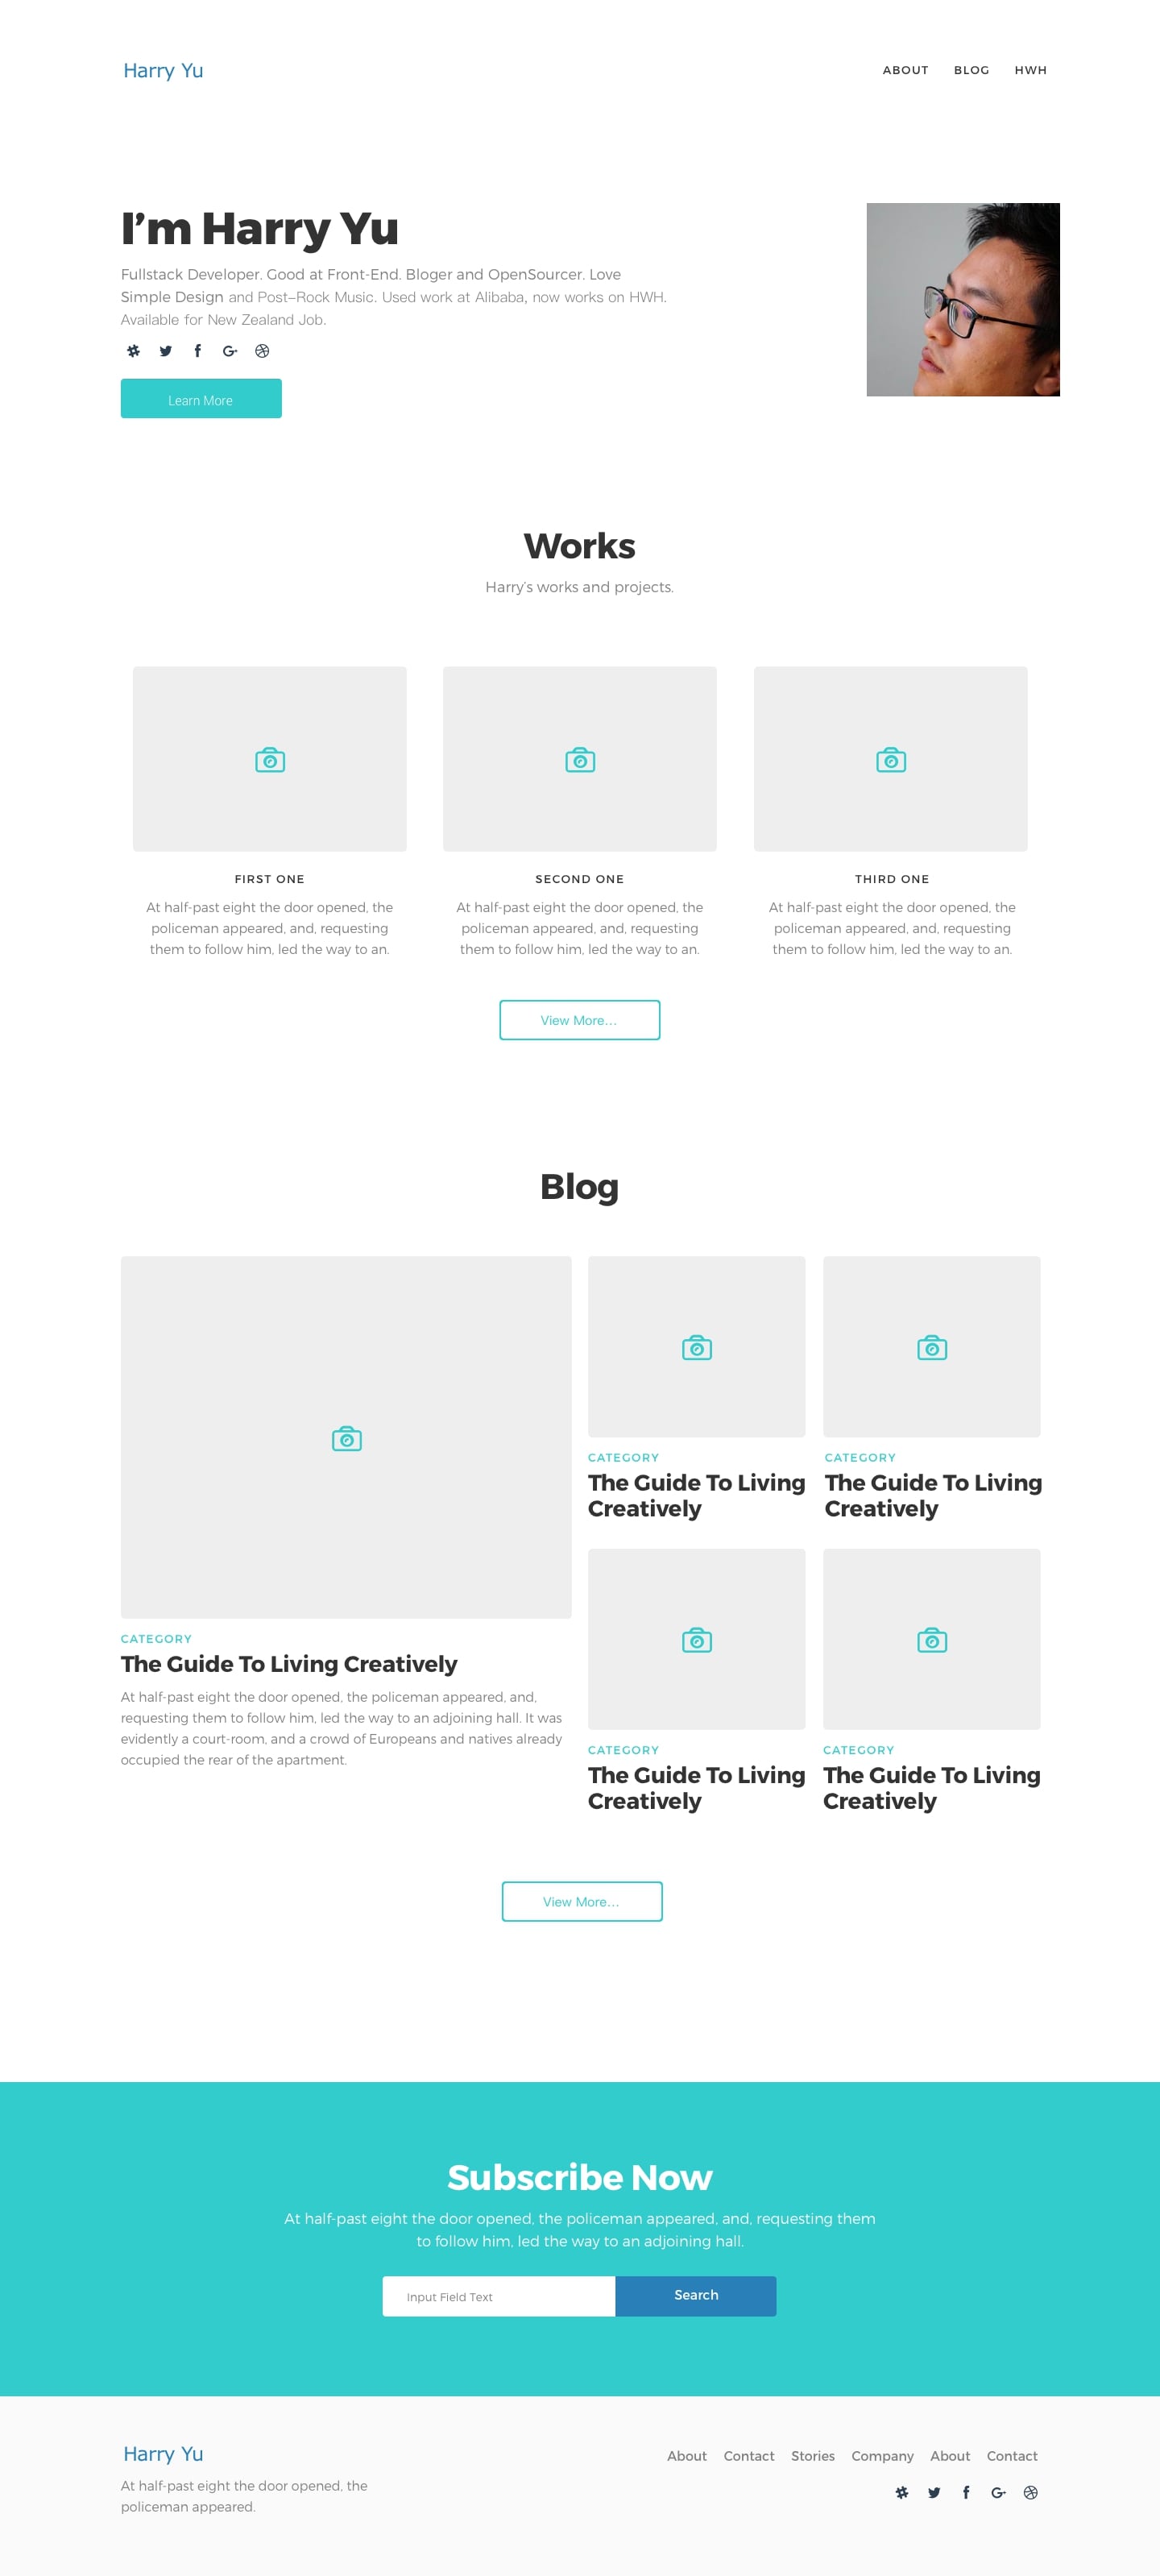 Harry Yu
ABOUT BLOG HWH
I'm Harry Yu
Fullstack Developer. Good at Front-End. Bloger and OpenSourcer. Love
Simple Design and Post-Rock Music. Used work at Alibaba, now works on HWH.
Available for New Zealand Job.
Learn More
Works
Harry's works and projects.
FIRST ONE
At half-past eight the door opened, the
policeman appeared, and, requesting
them to follow him, led the way to an.
SECOND ONE
At half-past eight the door opened, the
policeman appeared, and, requesting
them to follow him, led the way to an.
THIRD ONE
At half-past eight the door opened, the
policeman appeared, and, requesting
them to follow him, led the way to an.
View More...
Blog
CATEGORY
The Guide To Living Creatively
At half-past eight the door opened, the policeman appeared, and,
requesting them to follow him, led the way to an adjoining hall. It was
evidently a court-room, and a crowd of Europeans and natives already
occupied the rear of the apartment.
CATEGORY
The Guide To Living
Creatively
CATEGORY
The Guide To Living
Creatively
CATEGORY
The Guide To Living
Creatively
CATEGORY
The Guide To Living
Creatively
View More...
Subscribe Now
At half-past eight the door opened, the policeman appeared, and, requesting them
to follow him, led the way to an adjoining hall.
Input Field Text
Search
Harry Yu
At half-past eight the door opened, the
policeman appeared.
About Contact Stories Company About Contact